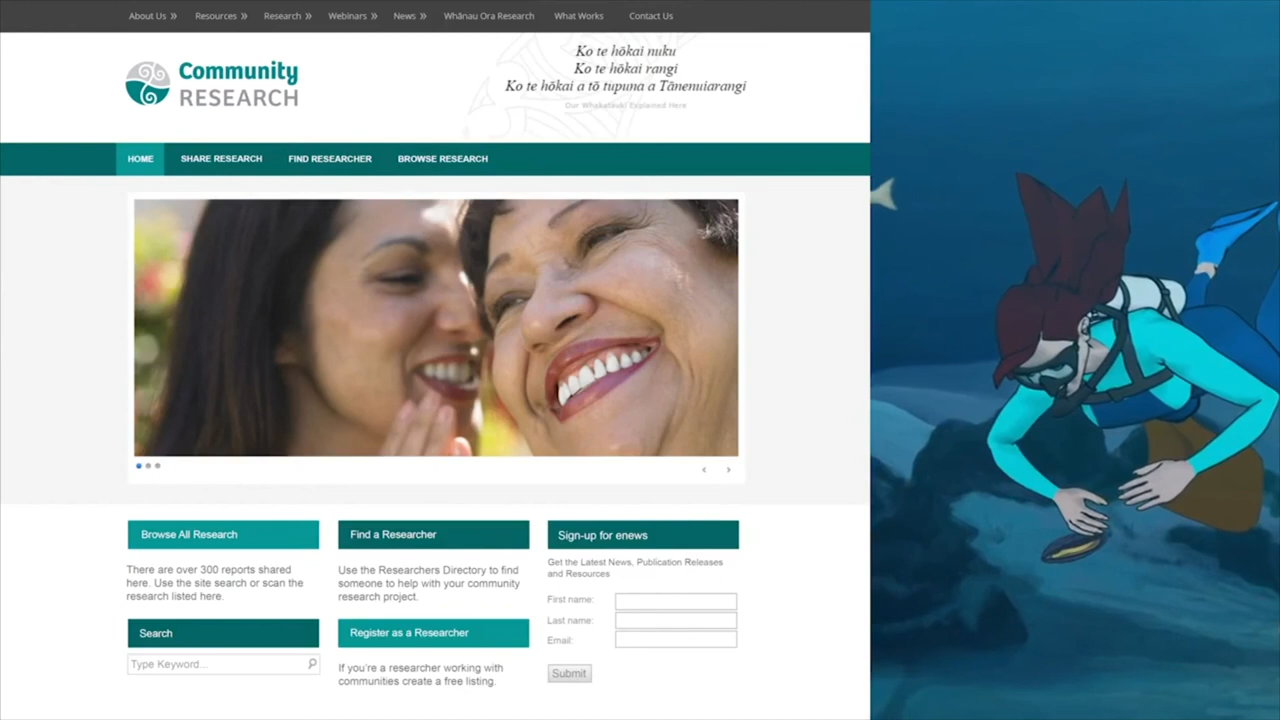 About Us »
Resources »
Research »
Webinars »
News »
Whānau Ora Research
What Works
Contact Us
Community
RESEARCH
Ko te hōkai nuku
Ko te hōkai rangi
Ko te hōkai a tō tupuna a Tānenuiarangi
Our Whakatauki Explained Here
HOME
SHARE RESEARCH
FIND RESEARCHER
BROWSE RESEARCH
Browse All Research
There are over 300 reports shared
here. Use the site search or scan the
research listed here.
Search
Type Keyword...
Find a Researcher
Use the Researchers Directory to find
someone to help with your community
research project.
Register as a Researcher
If you're a researcher working with
communities create a free listing.
Sign-up for enews
Get the Latest News, Publication Releases
and Resources
First name:
Last name:
Email:
Submit